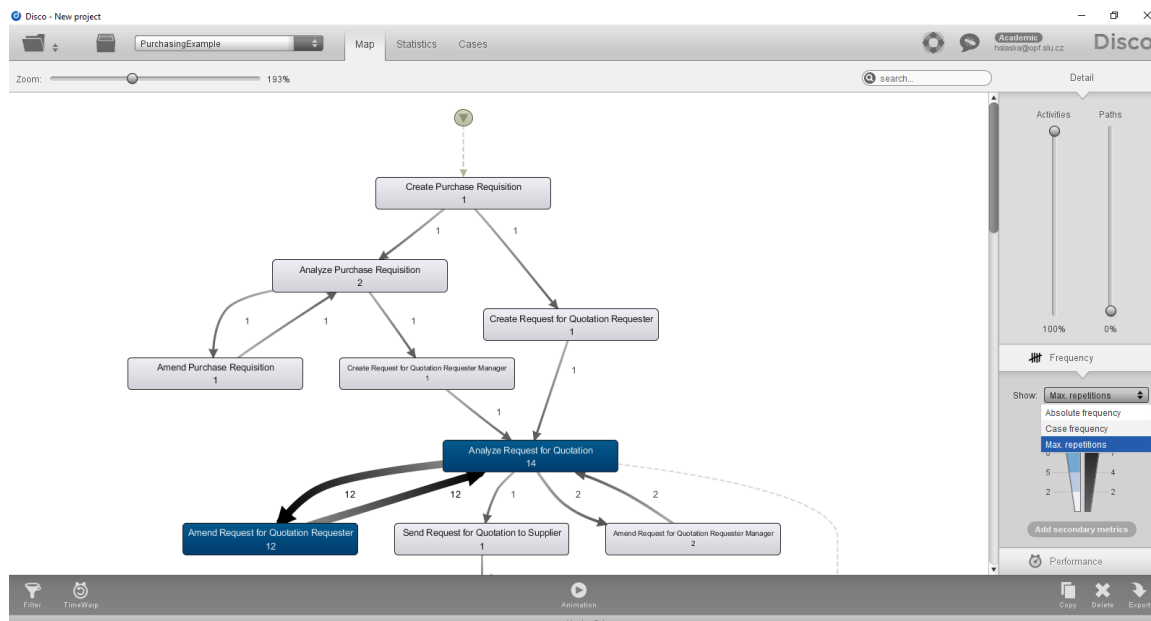 Disco - New project
PurchasingExample
Map
Statistics
Cases
Academic
halaska@opf.slu.cz
Disco
Zoom:
193%
search...
Detail
Activities
Paths
Create Purchase Requisition
1
1
1
Analyze Purchase Requisition
2
Create Request for Quotation Requester
1
1
1
1
100%
0%
Amend Purchase Requisition
1
Create Request for Quotation Requester Manager
1
1
Frequency
1
Show:
Max. repetitions
Absolute frequency
Case frequency
Max. repetitions
Analyze Request for Quotation
14
5
4
12
12
1
2
2
2
2
Amend Request for Quotation Requester
12
Send Request for Quotation to Supplier
1
Amend Request for Quotation Requester Manager
2
Add secondary metrics
Performance
Filter
TimeWarp
Animation
Copy
Delete
Export